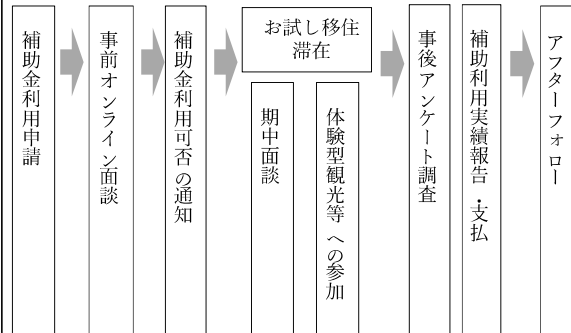 補助金利用申請
事前オンライン面談
補助金利用可否の通知
お試し移住
滞在
期中面談
体験型観光等への参加
事後アンケート調査
補助利用実績報告・支払
アフターフォロー